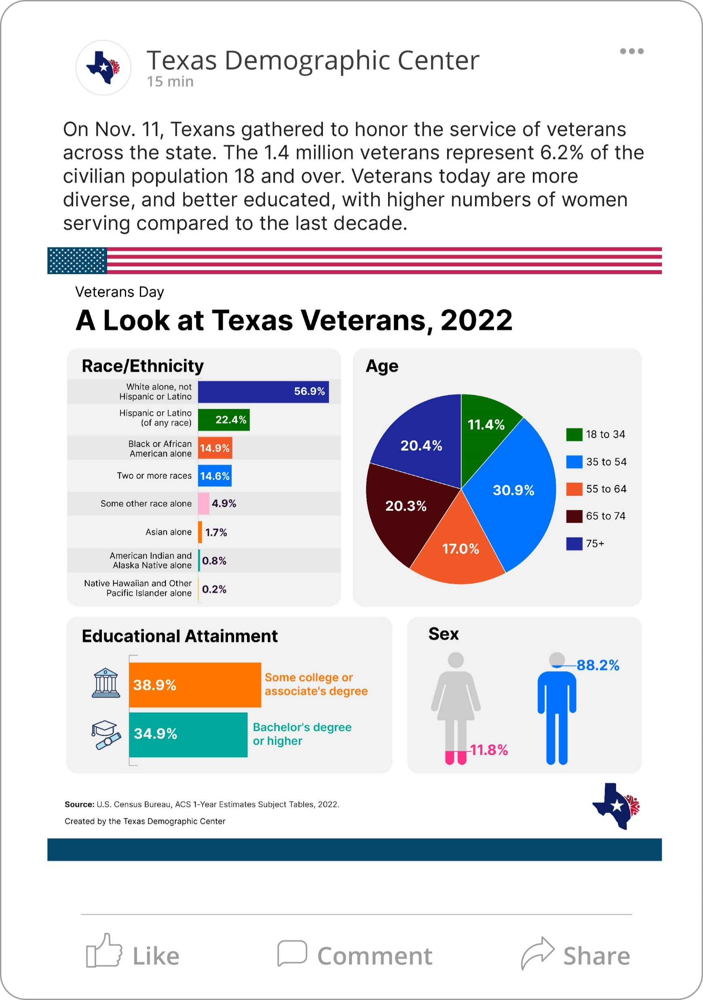 Texas Demographic Center
15 min
On Nov. 11, Texans gathered to honor the service of veterans
across the state. The 1.4 million veterans represent 6.2% of the
civilian population 18 and over. Veterans today are more
diverse, and better educated, with higher numbers of women
serving compared to the last decade.
Veterans Day
A Look at Texas Veterans, 2022
Race/Ethnicity
White alone, not
Hispanic or Latino
56.9%
Hispanic or Latino
(of any race)
22.4%
Black or African
American alone
14.9%
Two or more races
14.6%
Some other race alone
4.9%
Asian alone
1.7%
American Indian and
Alaska Native alone
0.8%
Native Hawaiian and Other
Pacific Islander alone
0.2%
Age
11.4%
30.9%
17.0%
20.3%
20.4%
18 to 34
35 to 54
55 to 64
65 to 74
75+
Educational Attainment
38.9%
Some college or
associate's degree
34.9%
Bachelor's degree
or higher
Sex
11.8%
88.2%
Source: U.S. Census Bureau, ACS 1-Year Estimates Subject Tables, 2022.
Created by the Texas Demographic Center
Like
Comment
Share